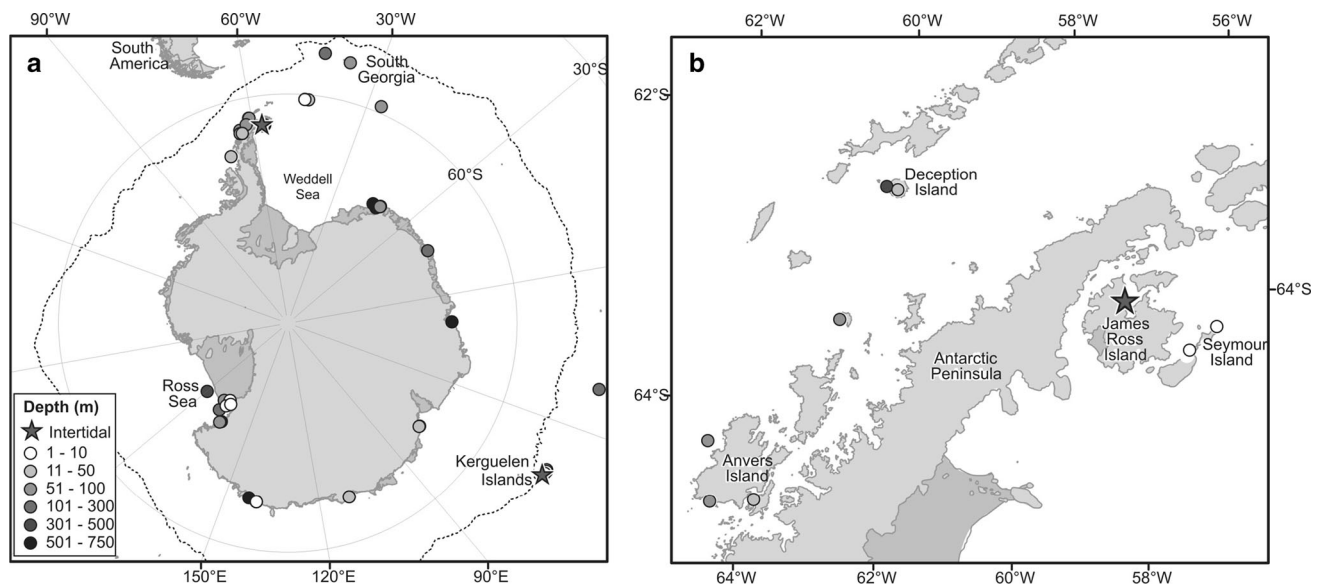 90°W
60°W
30°W
a
South
America
South
Georgia
30°S
Weddell
Sea
60°S
Ross
Sea
Kerguelen
Islands
Depth (m)
Intertidal
1 - 10
11 - 50
51 - 100
101 - 300
301 - 500
501 - 750
150°E
120°E
90°E
62°W
60°W
58°W
56°W
b
62°S
Deception
Island
64°S
James
Ross
Island
Seymour
Island
Antarctic
Peninsula
64°S
Anvers
Island
64°W
62°W
60°W
58°W